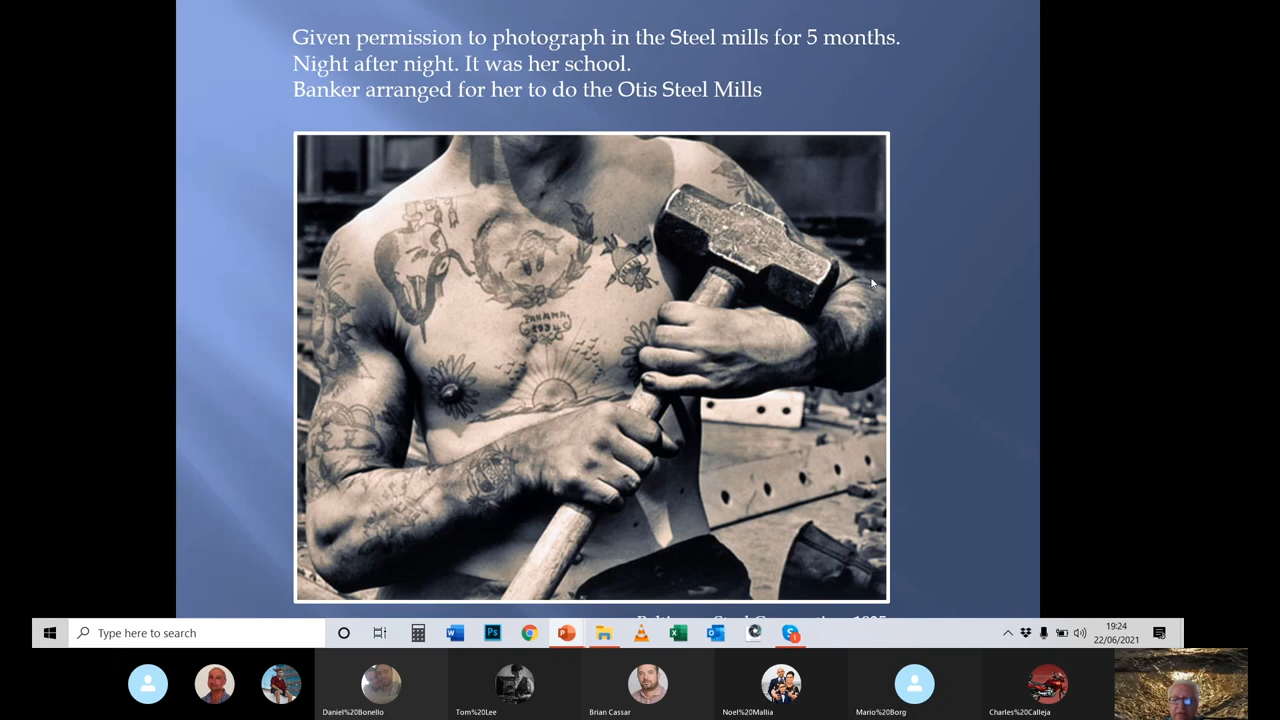 Given permission to photograph in the Steel mills for 5 months.
Night after night. It was her school.
Banker arranged for her to do the Otis Steel Mills
PANAMA
1934
Type here to search
19:24
22/06/2021
Daniel%20Bonello
Tom%20Lee
Brian Cassar
Noel%20Mallia
Mario%20Borg
Charles%20Calleja